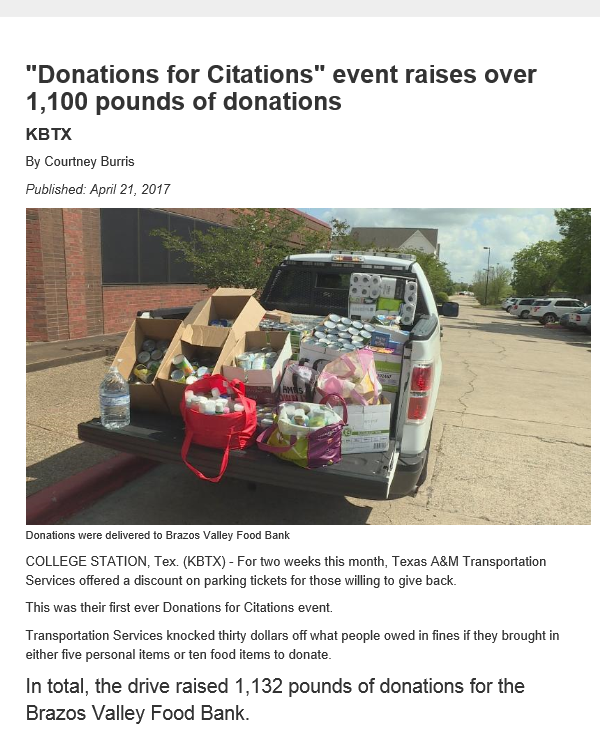 "Donations for Citations" event raises over
1,100 pounds of donations
KBTX
By Courtney Burris
Published: April 21, 2017
Donations were delivered to Brazos Valley Food Bank
COLLEGE STATION, Tex. (KBTX) - For two weeks this month, Texas A&M Transportation
Services offered a discount on parking tickets for those willing to give back.
This was their first ever Donations for Citations event.
Transportation Services knocked thirty dollars off what people owed in fines if they brought in
either five personal items or ten food items to donate.
In total, the drive raised 1,132 pounds of donations for the
Brazos Valley Food Bank.